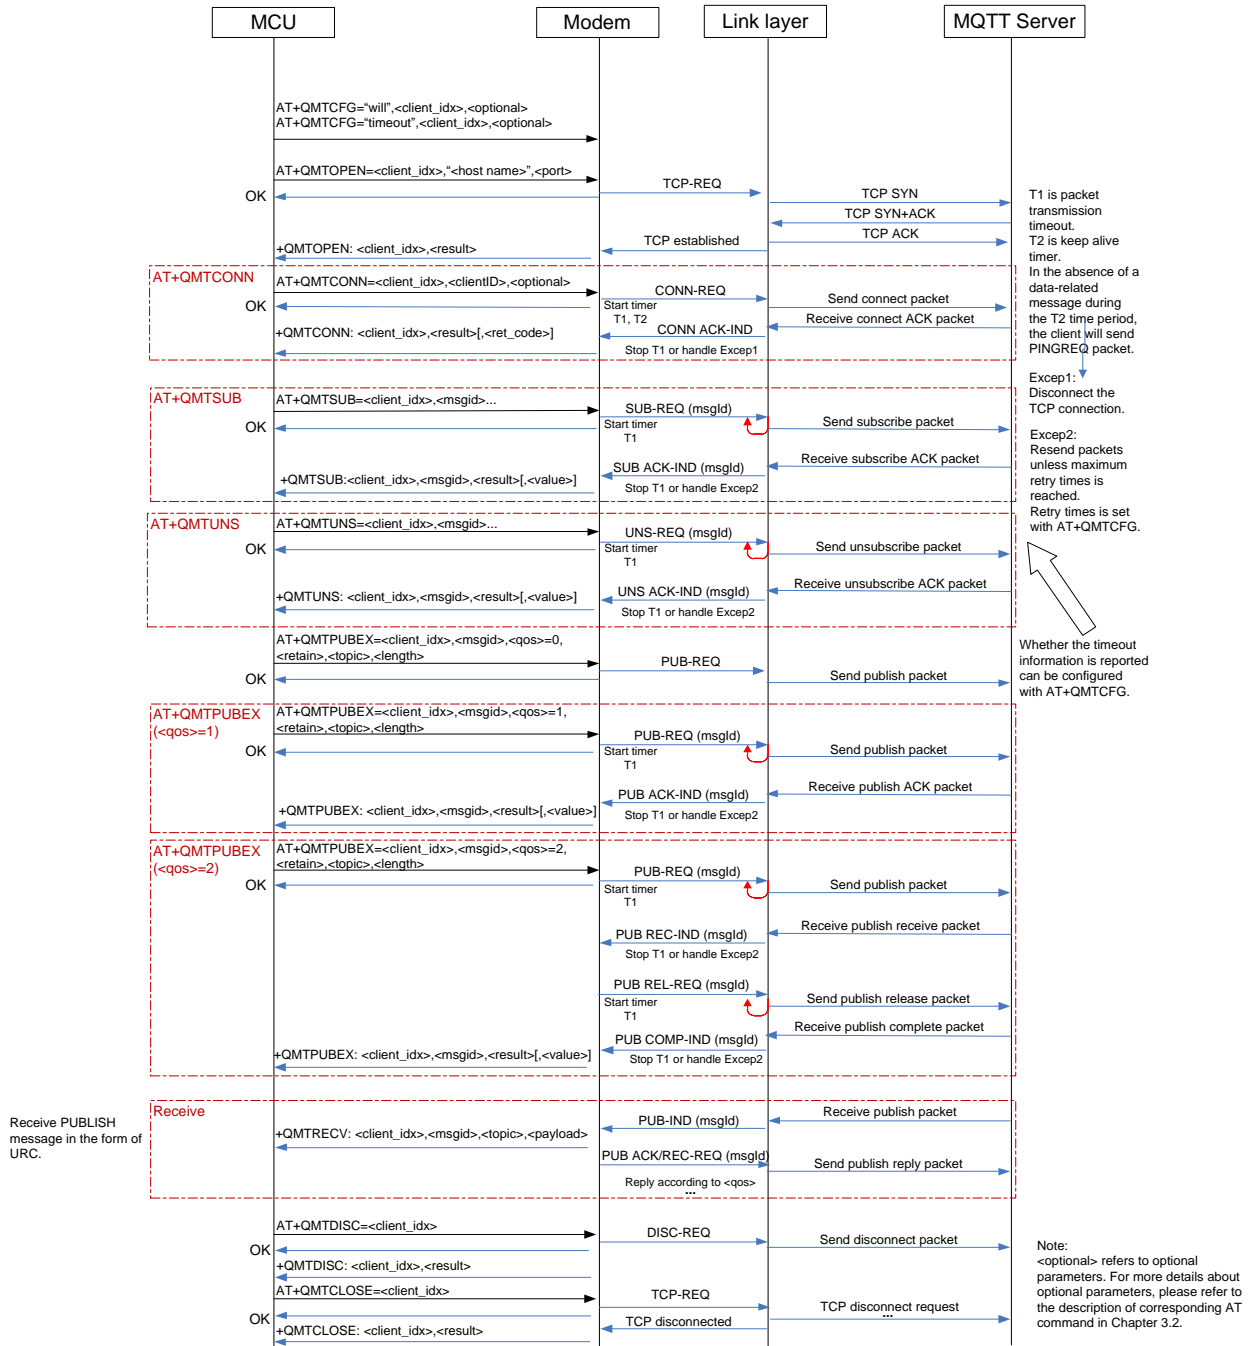 MCU
Modem
Link layer
MQTT Server
AT+QMTCFG=“will”,<client_idx>,<optional>
AT+QMTCFG=“timeout”,<client_idx>,<optional>
AT+QMTOPEN=<client_idx>,“<host name>”,<port>
OK
TCP-REQ
TCP SYN
TCP SYN+ACK
TCP ACK
TCP established
+QMTOPEN: <client_idx>,<result>
T1 is packet
transmission
timeout.
T2 is keep alive
timer.
In the absence of a
data-related
message during
the T2 time period,
the client will send
PINGREQ packet.
Excep1:
Disconnect the
TCP connection.
Excep2:
Resend packets
unless maximum
retry times is
reached.
Retry times is set
with AT+QMTCFG.
Whether the timeout
information is reported
can be configured
with AT+QMTCFG.
AT+QMTCONN
AT+QMTCONN=<client_idx>,<clientID>,<optional>
OK
CONN-REQ
Start timer
T1, T2
Send connect packet
Receive connect ACK packet
CONN ACK-IND
+QMTCONN: <client_idx>,<result>[,<ret_code>]
Stop T1 or handle Excep1
AT+QMTSUB
AT+QMTSUB=<client_idx>,<msgid>...
OK
SUB-REQ (msgId)
Start timer
T1
Send subscribe packet
Receive subscribe ACK packet
SUB ACK-IND (msgId)
+QMTSUB:<client_idx>,<msgid>,<result>[,<value>]
Stop T1 or handle Excep2
AT+QMTUNS
AT+QMTUNS=<client_idx>,<msgid>...
OK
UNS-REQ (msgId)
Start timer
T1
Send unsubscribe packet
Receive unsubscribe ACK packet
UNS ACK-IND (msgId)
+QMTUNS: <client_idx>,<msgid>,<result>[,<value>]
Stop T1 or handle Excep2
AT+QMTPUBEX=<client_idx>,<msgid>,<qos>=0,
<retain>,<topic>,<length>
OK
PUB-REQ
Send publish packet
AT+QMTPUBEX
(<qos>=1)
AT+QMTPUBEX=<client_idx>,<msgid>,<qos>=1,
<retain>,<topic>,<length>
OK
PUB-REQ (msgId)
Start timer
T1
Send publish packet
Receive publish ACK packet
PUB ACK-IND (msgId)
+QMTPUBEX: <client_idx>,<msgid>,<result>[,<value>]
Stop T1 or handle Excep2
AT+QMTPUBEX
(<qos>=2)
AT+QMTPUBEX=<client_idx>,<msgid>,<qos>=2,
<retain>,<topic>,<length>
OK
PUB-REQ (msgId)
Start timer
T1
Send publish packet
Receive publish receive packet
PUB REC-IND (msgId)
Stop T1 or handle Excep2
PUB REL-REQ (msgId)
Start timer
T1
Send publish release packet
Receive publish complete packet
PUB COMP-IND (msgId)
+QMTPUBEX: <client_idx>,<msgid>,<result>[,<value>]
Stop T1 or handle Excep2
Receive PUBLISH
message in the form of
URC.
Receive
Receive publish packet
PUB-IND (msgId)
+QMTRECV: <client_idx>,<msgid>,<topic>,<payload>
PUB ACK/REC-REQ (msgId)
Send publish reply packet
Reply according to <qos>
...
AT+QMTDISC=<client_idx>
OK
DISC-REQ
Send disconnect packet
+QMTDISC: <client_idx>,<result>
AT+QMTCLOSE=<client_idx>
OK
TCP-REQ
TCP disconnect request
...
TCP disconnected
+QMTCLOSE: <client_idx>,<result>
Note:
<optional> refers to optional
parameters. For more details about
optional parameters, please refer to
the description of corresponding AT
command in Chapter 3.2.